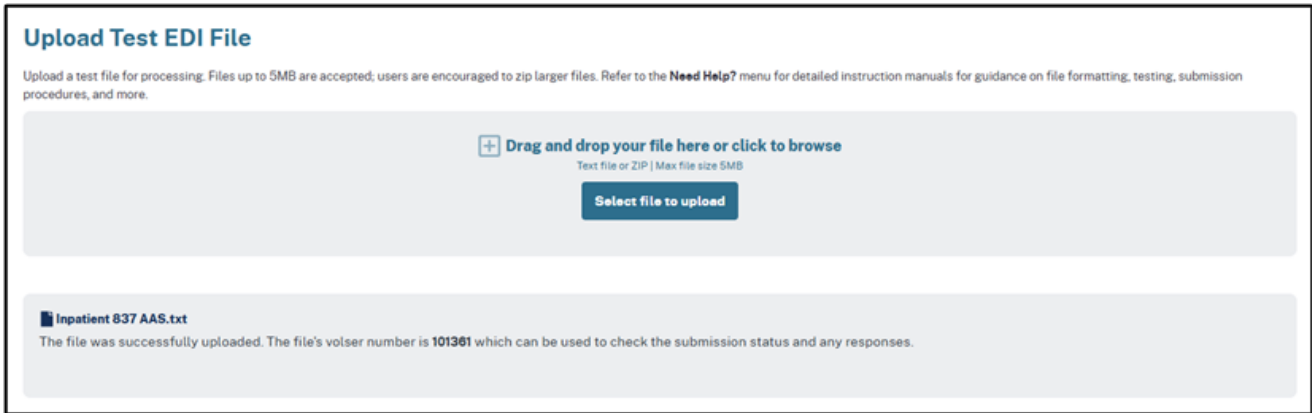 Upload Test EDI File
Upload a test file for processing. Files up to 5MB are accepted; users are encouraged to zip larger files. Refer to the Need Help? menu for detailed instruction manuals for guidance on file formatting, testing, submission
procedures, and more.
Drag and drop your file here or click to browse
Text file or ZIP | Max file size 5MB
Select file to upload
Inpatient 837 AAS.txt
The file was successfully uploaded. The file's volser number is 101361 which can be used to check the submission status and any responses.